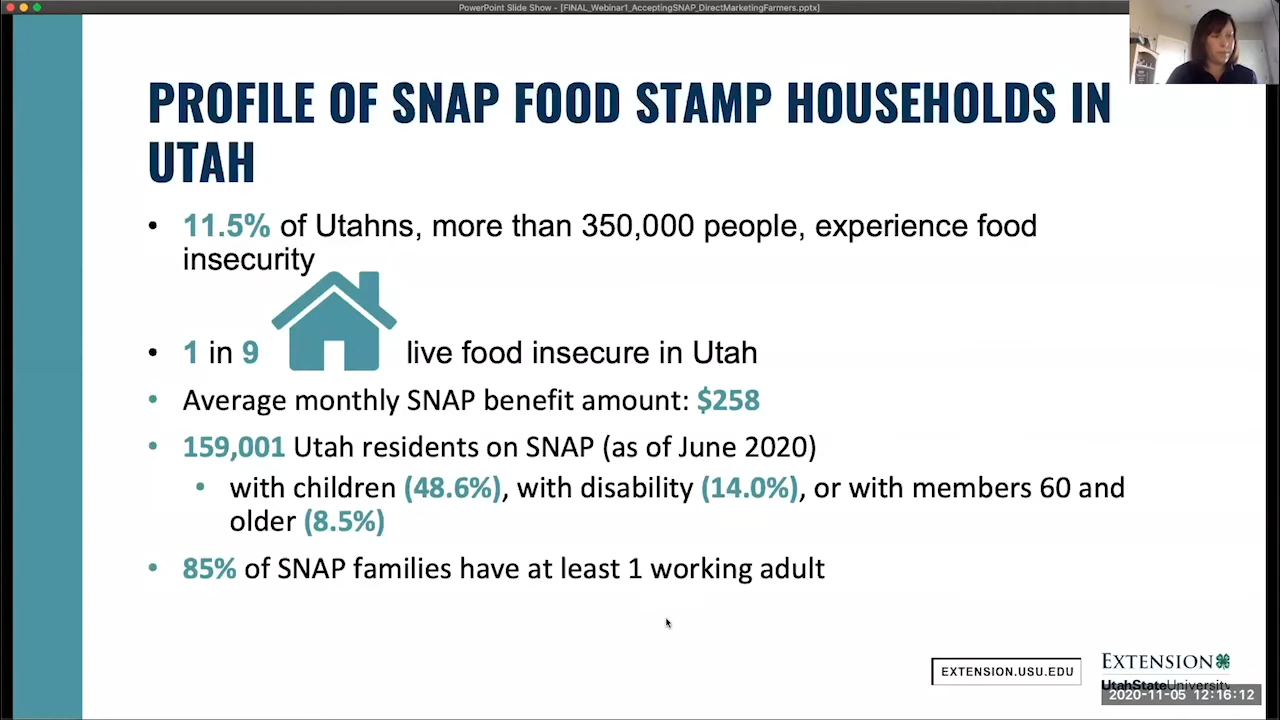 PowerPoint Slide Show - [FINAL_Webinar1_AcceptingSNAP_DirectMarketingFarmers.pptx]
PROFILE OF SNAP FOOD STAMP HOUSEHOLDS IN
UTAH
• 11.5% of Utahns, more than 350,000 people, experience food
insecurity
• 1 in 9 live food insecure in Utah
• Average monthly SNAP benefit amount: $258
• 159,001 Utah residents on SNAP (as of June 2020)
• with children (48.6%), with disability (14.0%), or with members 60 and
older (8.5%)
• 85% of SNAP families have at least 1 working adult
EXTENSION.USU.EDU
EXTENSION
UtahStateUniversity
2020-11-05 12:16:12